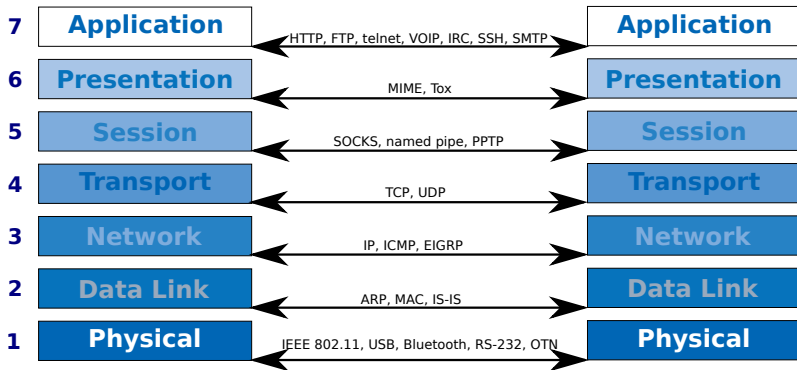 7 Application HTTP, FTP, telnet, VOIP, IRC, SSH, SMTP Application
6 Presentation MIME, Tox Presentation
5 Session SOCKS, named pipe, PPTP Session
4 Transport TCP, UDP Transport
3 Network IP, ICMP, EIGRP Network
2 Data Link ARP, MAC, IS-IS Data Link
1 Physical IEEE 802.11, USB, Bluetooth, RS-232, OTN Physical